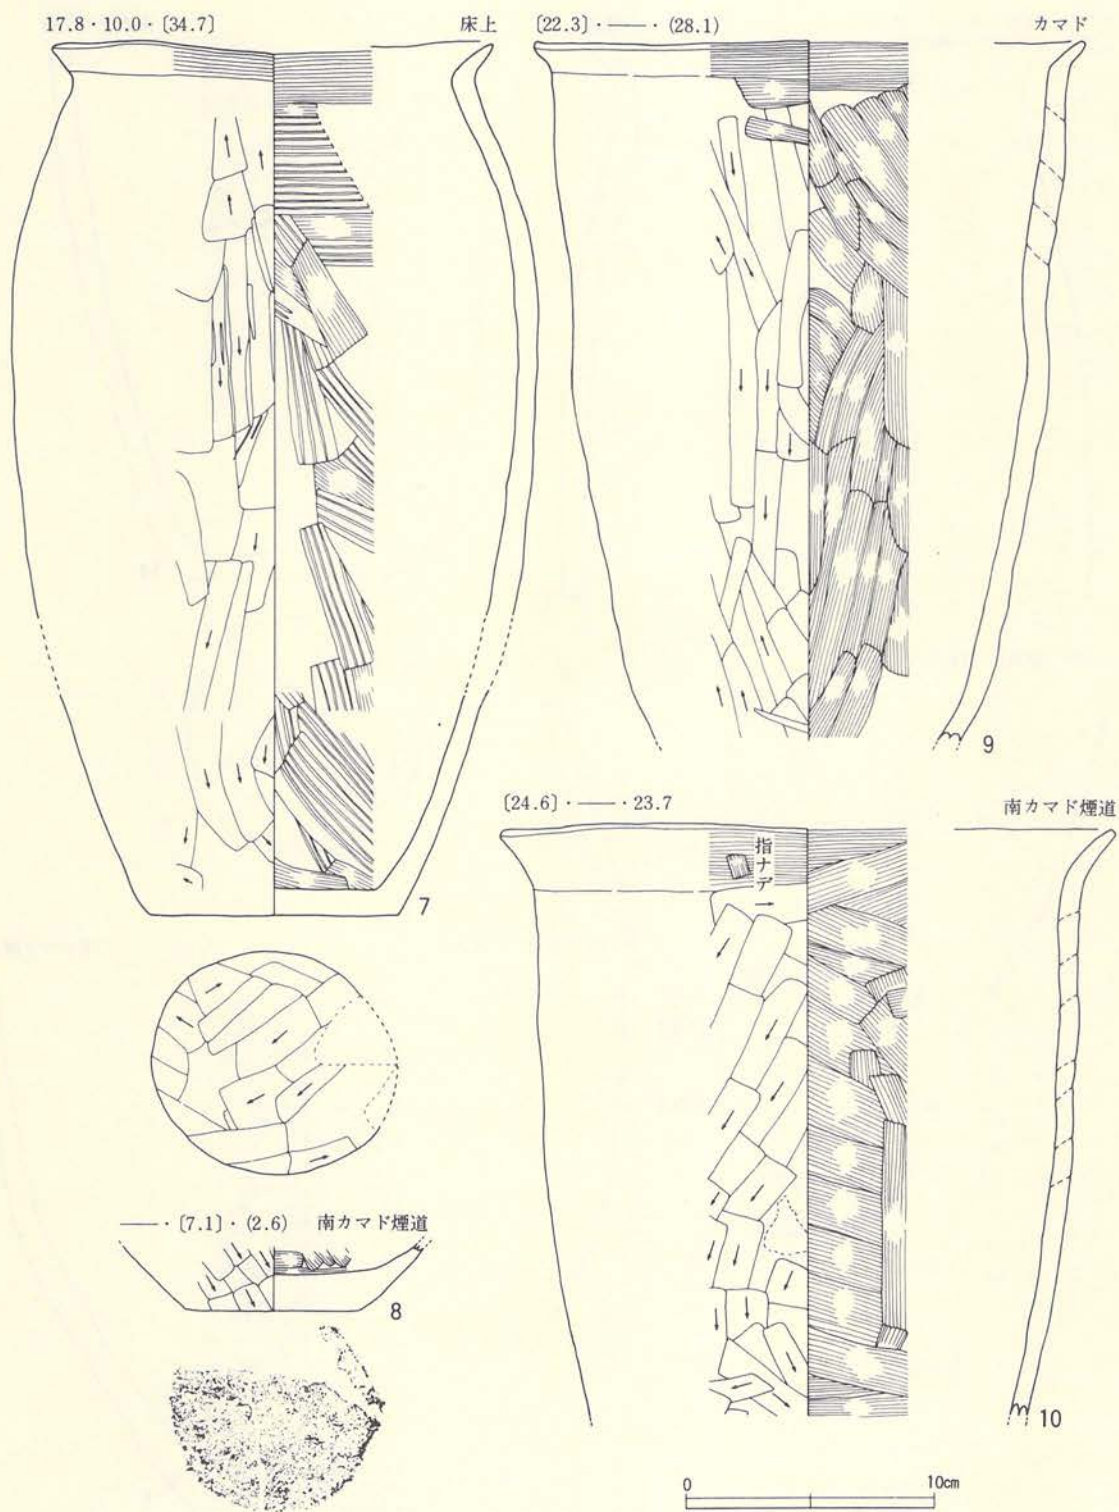 17.8・10.0・〔34.7〕 床上
7
〔22.3〕・――・(28.1) カマド
9
――・〔7.1〕・(2.6) 南カマド煙道
8
〔24.6〕・――・23.7 南カマド煙道
指ナデ
10
0 10cm